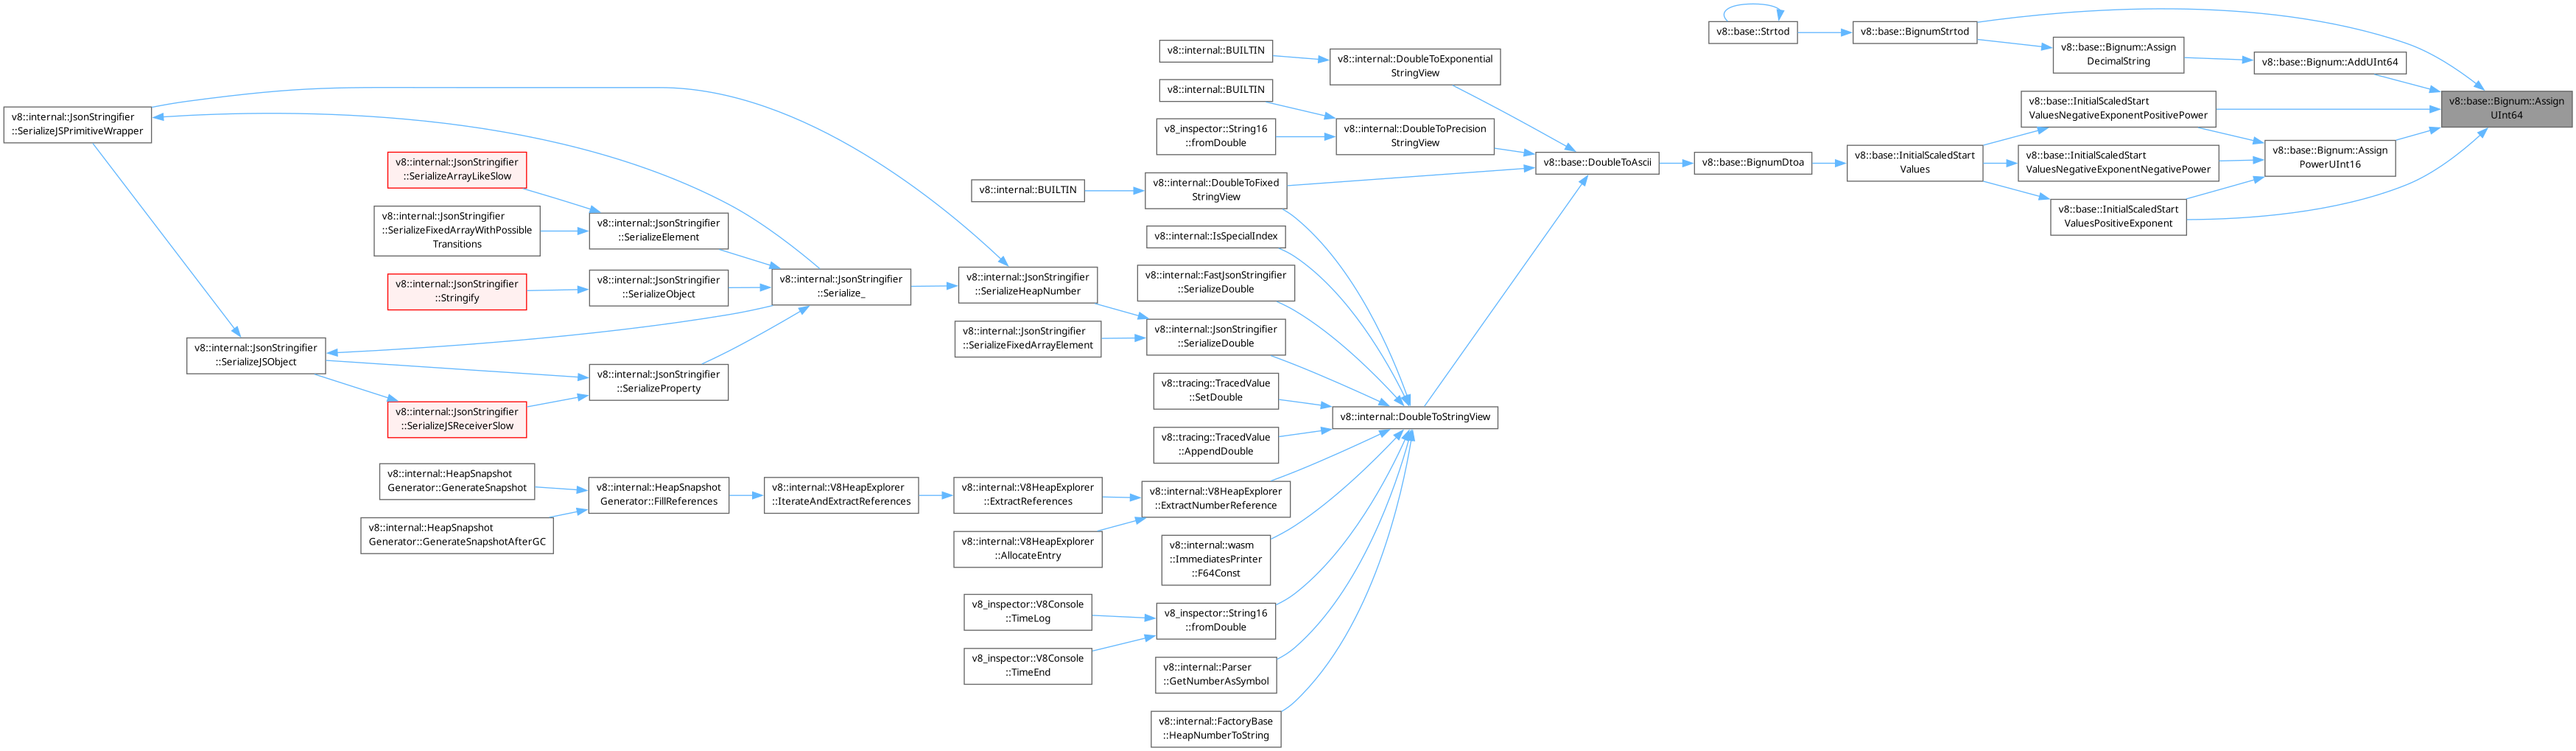 v8::base::Bignum::Assign
UInt64
v8::base::Strtod
v8::base::BignumStrtod
v8::base::Bignum::Assign
DecimalString
v8::base::Bignum::AddUInt64
v8::base::InitialScaledStart
ValuesNegativeExponentPositivePower
v8::base::InitialScaledStart
Values
v8::base::InitialScaledStart
ValuesNegativeExponentNegativePower
v8::base::Bignum::Assign
PowerUInt16
v8::base::InitialScaledStart
ValuesPositiveExponent
v8::base::BignumDtoa
v8::base::DoubleToAscii
v8::internal::DoubleToExponential
StringView
v8::internal::BUILTIN
v8::internal::DoubleToPrecision
StringView
v8::internal::BUILTIN
v8_inspector::String16
::fromDouble
v8::internal::DoubleToFixed
StringView
v8::internal::BUILTIN
v8::internal::DoubleToStringView
v8::internal::IsSpecialIndex
v8::internal::FastJsonStringifier
::SerializeDouble
v8::internal::JsonStringifier
::SerializeDouble
v8::internal::JsonStringifier
::SerializeHeapNumber
v8::internal::JsonStringifier
::SerializeFixedArrayElement
v8::internal::JsonStringifier
::Serialize_
v8::internal::JsonStringifier
::SerializeJSPrimitiveWrapper
v8::internal::JsonStringifier
::SerializeElement
v8::internal::JsonStringifier
::SerializeArrayLikeSlow
v8::internal::JsonStringifier
::SerializeFixedArrayWithPossible
Transitions
v8::internal::JsonStringifier
::SerializeObject
v8::internal::JsonStringifier
::Stringify
v8::internal::JsonStringifier
::SerializeJSObject
v8::internal::JsonStringifier
::SerializeProperty
v8::internal::JsonStringifier
::SerializeJSReceiverSlow
v8::tracing::TracedValue
::SetDouble
v8::tracing::TracedValue
::AppendDouble
v8::internal::V8HeapExplorer
::ExtractNumberReference
v8::internal::V8HeapExplorer
::ExtractReferences
v8::internal::V8HeapExplorer
::IterateAndExtractReferences
v8::internal::HeapSnapshot
Generator::FillReferences
v8::internal::HeapSnapshot
Generator::GenerateSnapshot
v8::internal::HeapSnapshot
Generator::GenerateSnapshotAfterGC
v8::internal::V8HeapExplorer
::AllocateEntry
v8::internal::wasm
::ImmediatesPrinter
::F64Const
v8_inspector::String16
::fromDouble
v8_inspector::V8Console
::TimeLog
v8_inspector::V8Console
::TimeEnd
v8::internal::Parser
::GetNumberAsSymbol
v8::internal::FactoryBase
::HeapNumberToString